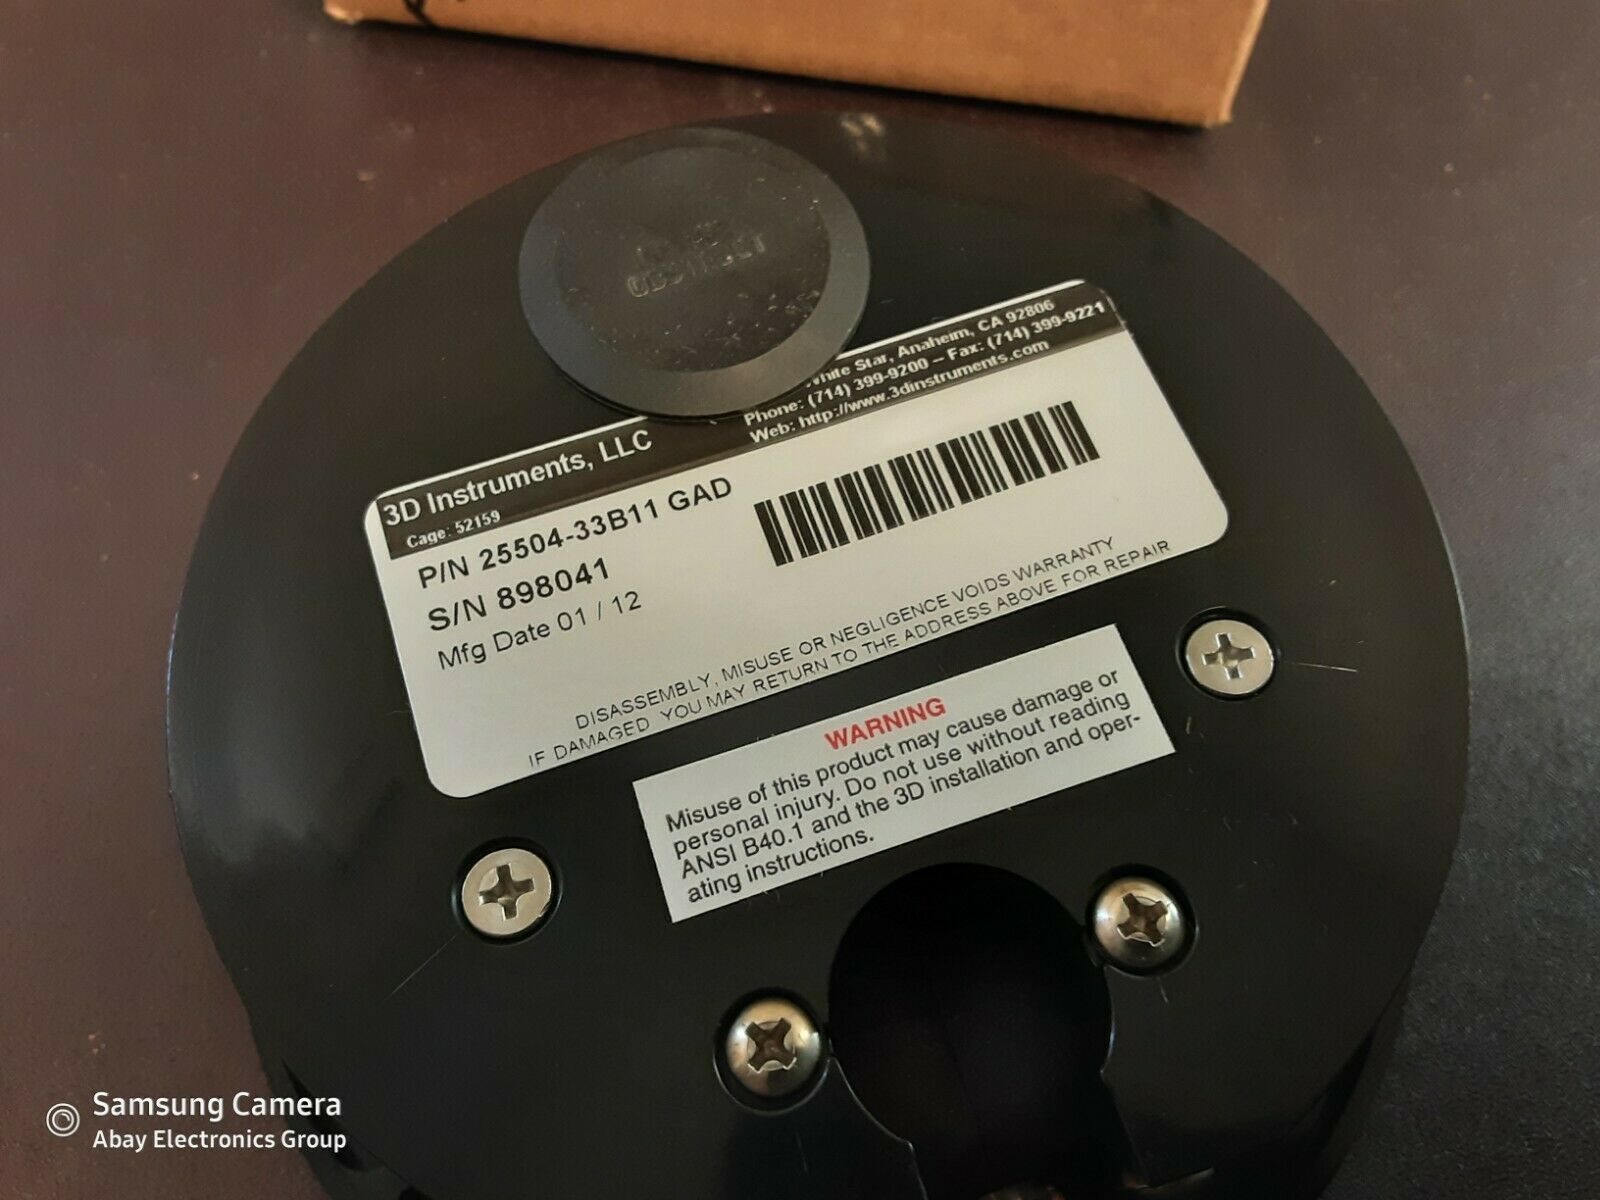 OBSTRUCT
3D Instruments, LLC
Cage: 52159
White Star, Anaheim, CA 92806
Phone: (714) 399-9200 – Fax: (714) 399-9221
Web: http://www.3dinstruments.com
P/N 25504-33B11 GAD
S/N 898041
Mfg Date 01 / 12
DISASSEMBLY, MISUSE OR NEGLIGENCE VOIDS WARRANTY
IF DAMAGED YOU MAY RETURN TO THE ADDRESS ABOVE FOR REPAIR
WARNING
Misuse of this product may cause damage or
personal injury. Do not use without reading
ANSI B40.1 and the 3D installation and oper-
ating instructions.
Samsung Camera
Abay Electronics Group